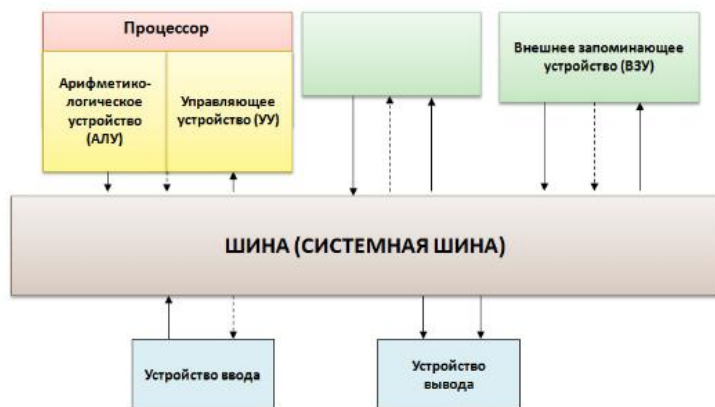 Процессор
Арифметико-
логическое
устройство
(АЛУ)
Управляющее
устройство (УУ)
Внешнее запоминающее
устройство (ВЗУ)
ШИНА (СИСТЕМНАЯ ШИНА)
Устройство ввода
Устройство
вывода